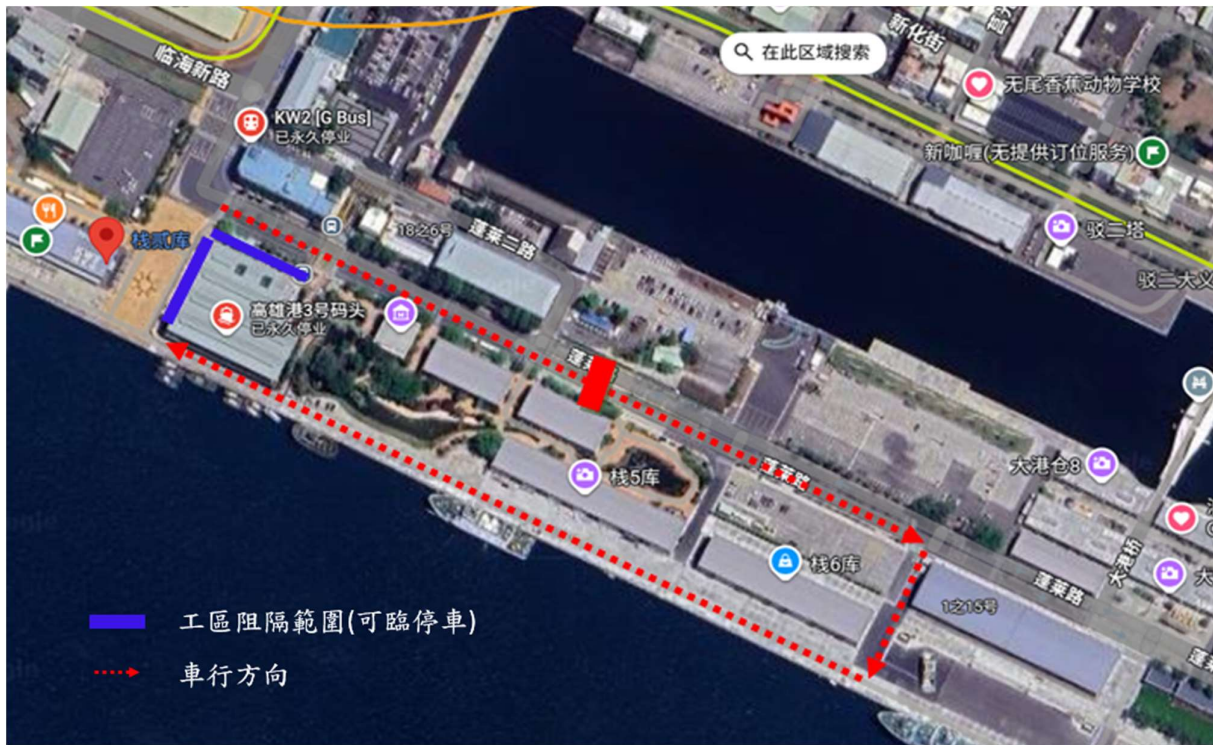 临海新路
新化街
在此区域搜索
无尾香蕉动物学校
KW2 [G Bus]
已永久停业
新咖喱(无提供订位服务)
栈贰库
18之6号
蓬莱二路
驳二塔
驳二大义
高雄港3号码头
已永久停业
栈5库
蓬莱路
大港仓8
栈6库
大港桥
蓬莱路
1之15号
工區阻隔範圍(可臨停車)
車行方向